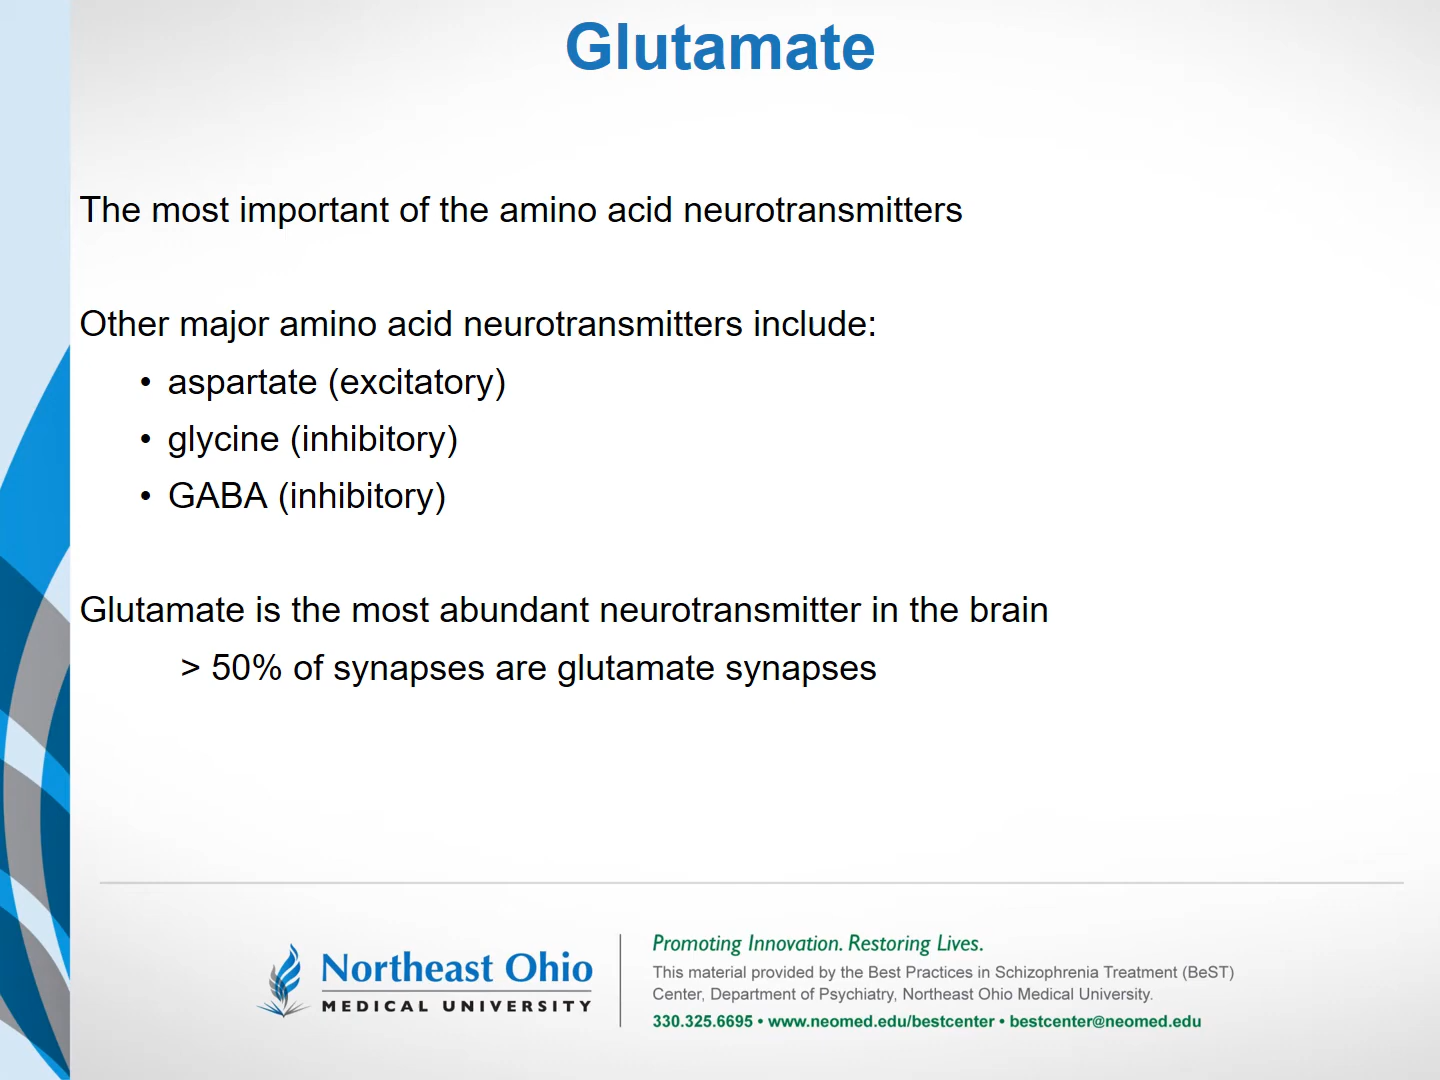 Glutamate
The most important of the amino acid neurotransmitters
Other major amino acid neurotransmitters include:
• aspartate (excitatory)
• glycine (inhibitory)
• GABA (inhibitory)
Glutamate is the most abundant neurotransmitter in the brain
> 50% of synapses are glutamate synapses
Northeast Ohio
MEDICAL UNIVERSITY
Promoting Innovation. Restoring Lives.
This material provided by the Best Practices in Schizophrenia Treatment (BeST)
Center, Department of Psychiatry, Northeast Ohio Medical University.
330.325.6695 • www.neomed.edu/bestcenter • bestcenter@neomed.edu